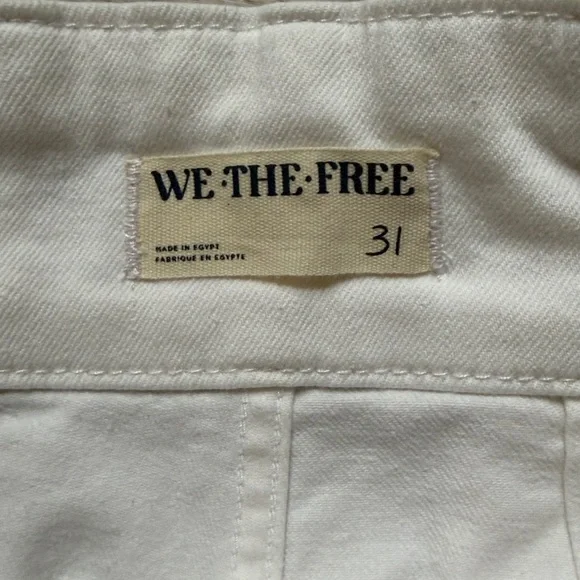 WE·THE·FREE
31
MADE IN EGYPT
FABRIQUE EN EGYPTE